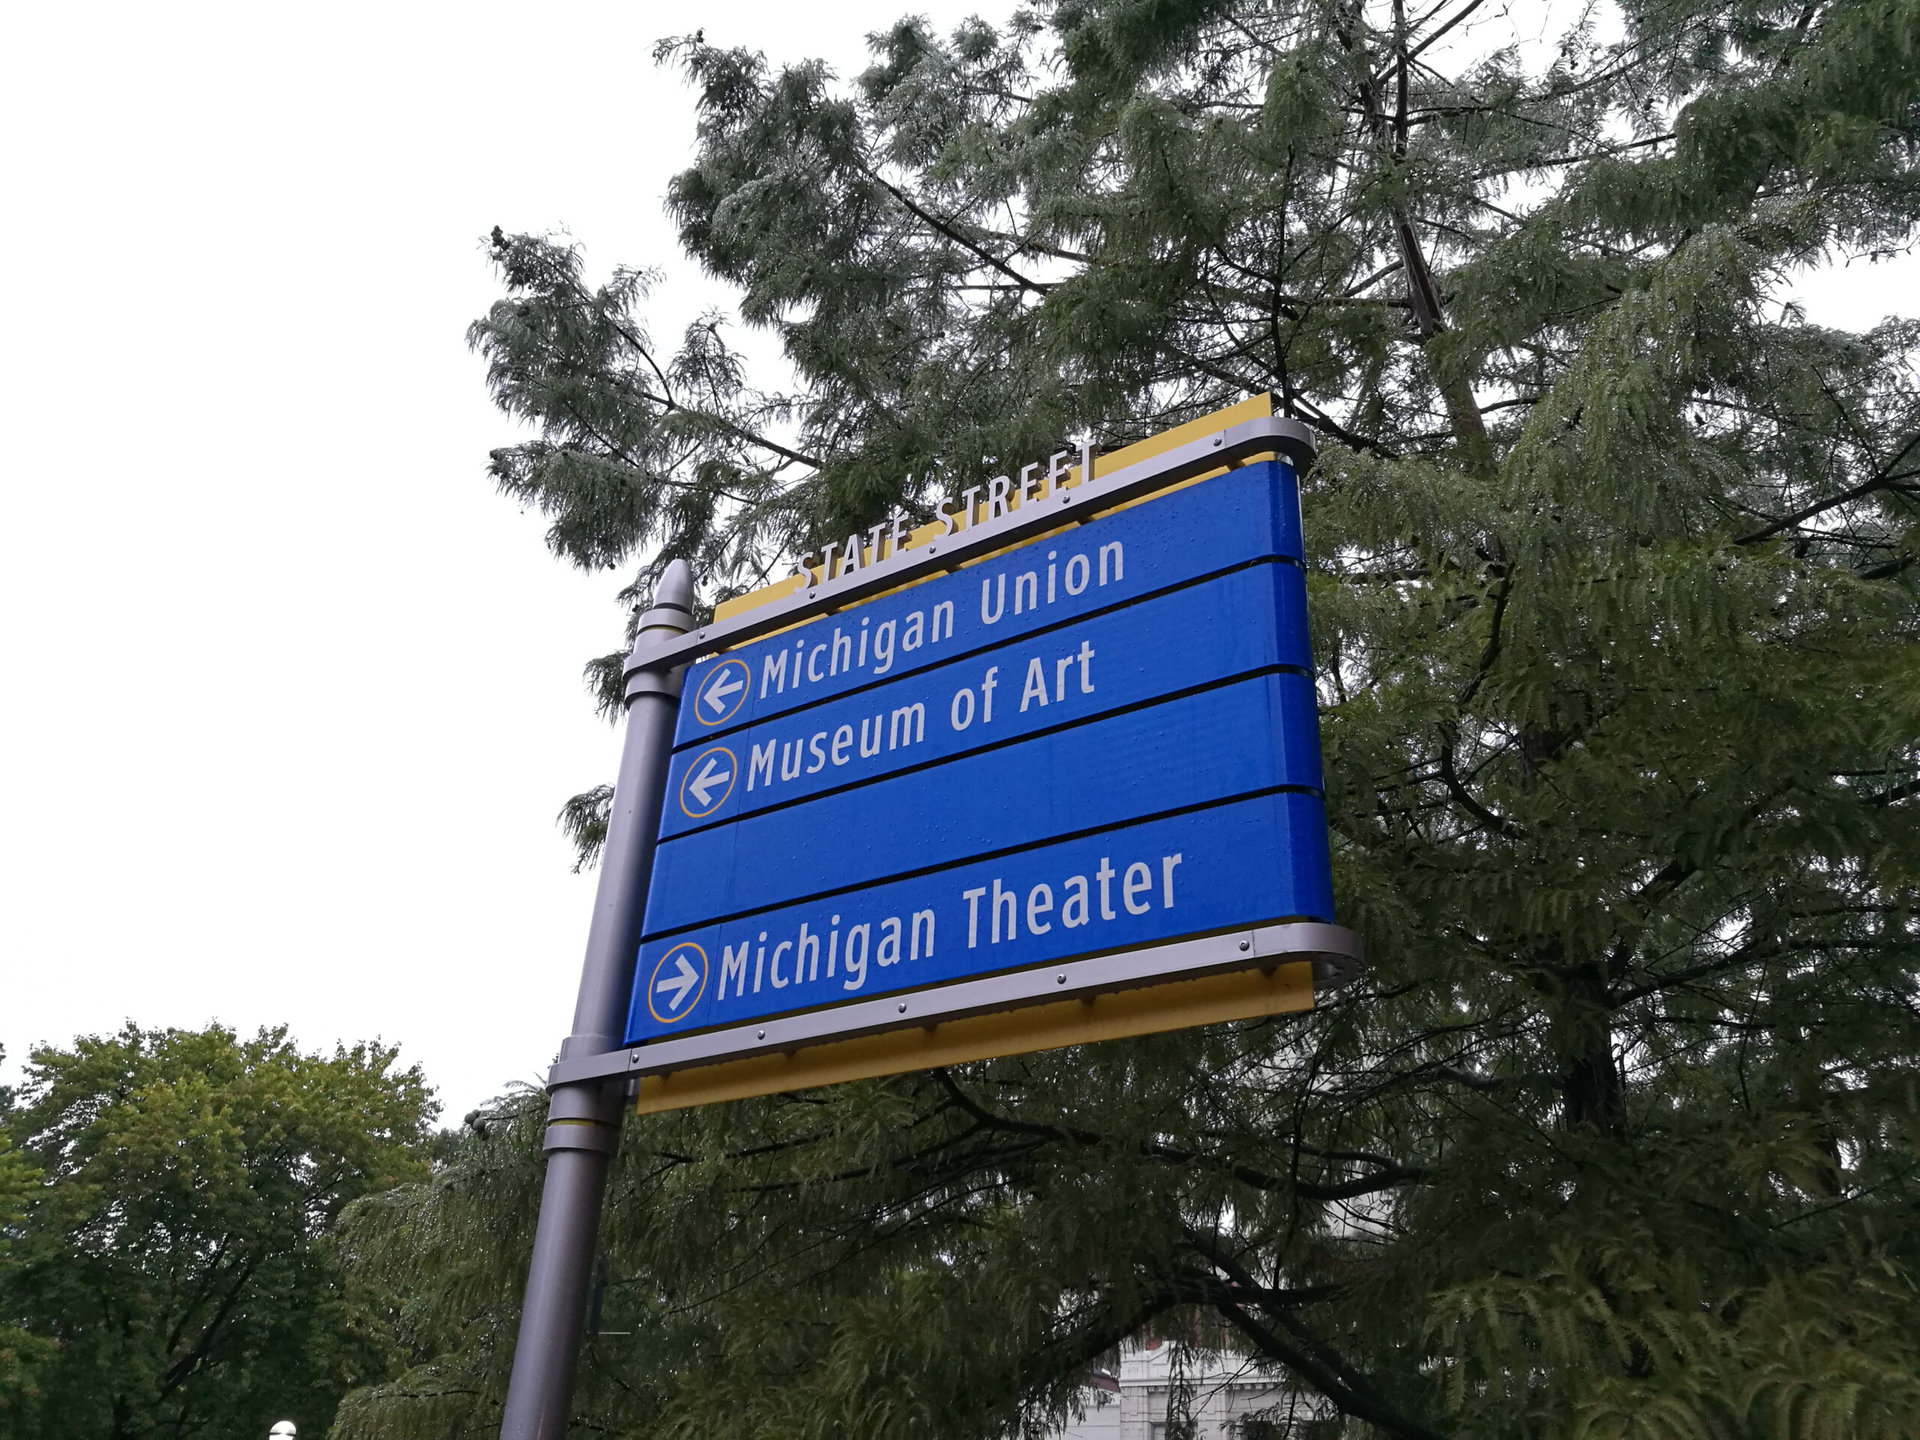 STATE STREET
Michigan Union
Museum of Art
Michigan Theater